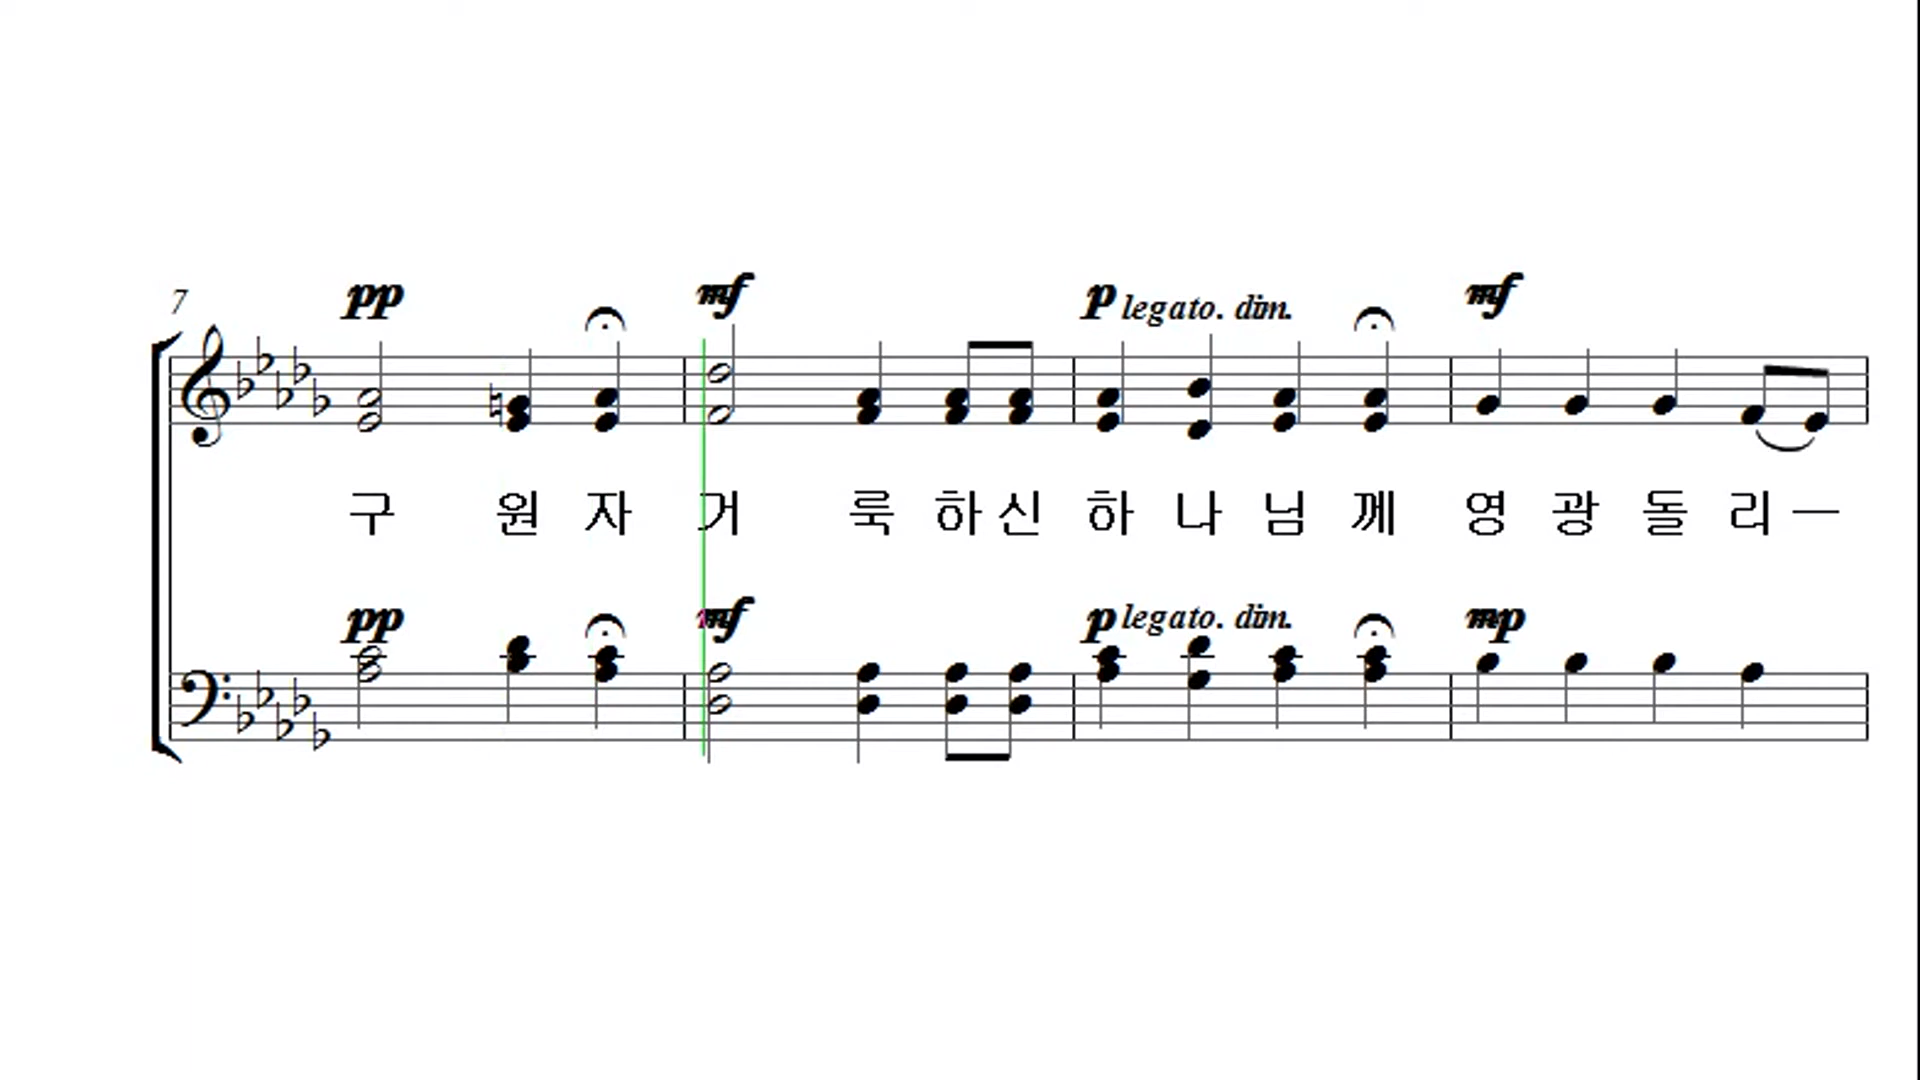 7
pp mf p legato. dim. mf
구 원 자 거 룩 하 신 하 나 님 께 영 광 돌 리 ㅡ
pp mf p legato. dim. mp